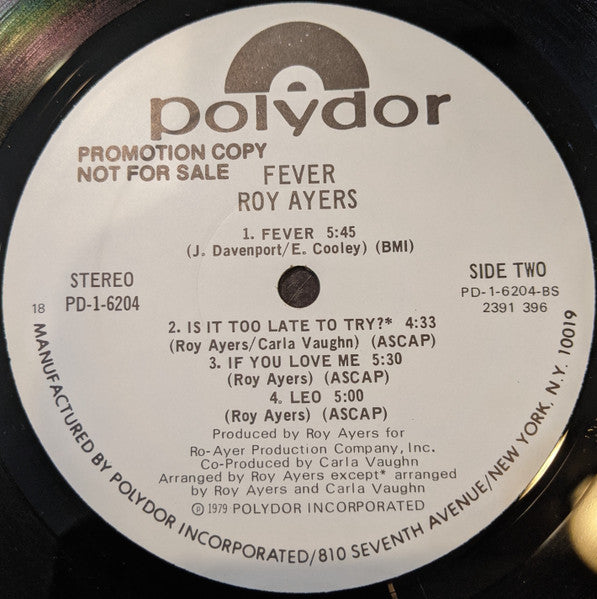 polydor
PROMOTION COPY
NOT FOR SALE
FEVER
ROY AYERS
1. FEVER 5:45
(J. Davenport/E. Cooley) (BMI)
STEREO
PD-1-6204
SIDE TWO
PD-1-6204-BS
2391 396
18
2. IS IT TOO LATE TO TRY?* 4:33
(Roy Ayers/Carla Vaughn) (ASCAP)
3. IF YOU LOVE ME 5:30
(Roy Ayers) (ASCAP)
4. LEO 5:00
(Roy Ayers) (ASCAP)
Produced by Roy Ayers for
Ro-Ayer Production Company, Inc.
Co-Produced by Carla Vaughn
Arranged by Roy Ayers except* arranged
by Roy Ayers and Carla Vaughn
Ⓟ 1979 POLYDOR INCORPORATED
MANUFACTURED BY POLYDOR INCORPORATED/810 SEVENTH AVENUE/NEW YORK, N.Y. 10019